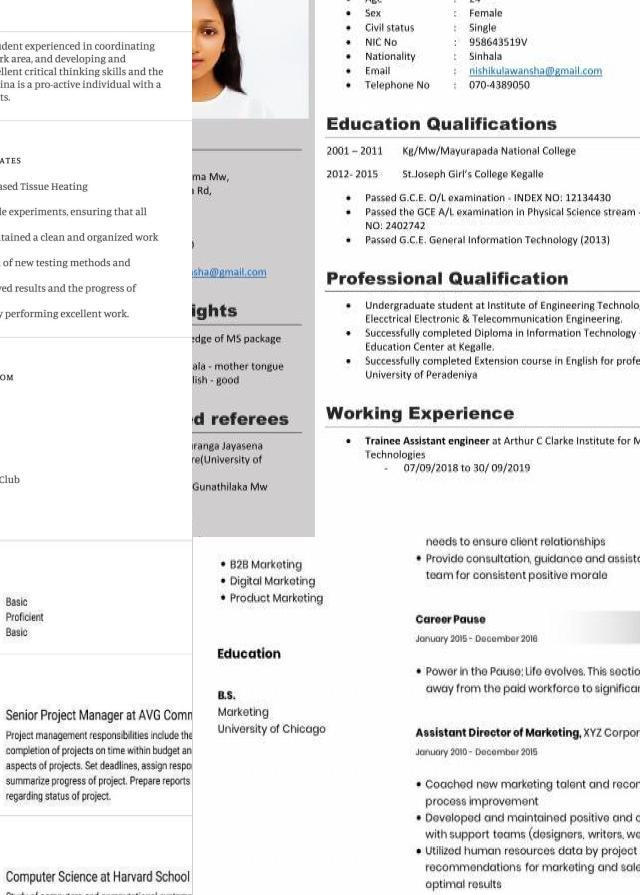 udent experienced in coordinating
rk area, and developing and
ellent critical thinking skills and the
ina is a pro-active individual with a
ts.
ATES
ased Tissue Heating
le experiments, ensuring that all
tained a clean and organized work
of new testing methods and
ved results and the progress of
y performing excellent work.
OM
Club
ma Mw,
n Rd,
)
sha@gmail.com
ights
edge of MS package
ala - mother tongue
lish - good
d referees
uranga Jayasena
re(University of
Gunathilaka Mw
• Sex : Female
• Civil status : Single
• NIC No : 958643519V
• Nationality : Sinhala
• Email : nishikulawansha@gmail.com
• Telephone No : 070-4389050
Education Qualifications
2001 – 2011 Kg/Mw/Mayurapada National College
2012- 2015 St.Joseph Girl's College Kegalle
• Passed G.C.E. O/L examination - INDEX NO: 12134430
• Passed the GCE A/L examination in Physical Science stream -
NO: 2402742
• Passed G.C.E. General Information Technology (2013)
Professional Qualification
• Undergraduate student at Institute of Engineering Technolo
Elecctrical Electronic & Telecommunication Engineering.
• Successfully completed Diploma in Information Technology -
Education Center at Kegalle.
• Successfully completed Extension course in English for profe
University of Peradeniya
Working Experience
• Trainee Assistant engineer at Arthur C Clarke Institute for M
Technologies
- 07/09/2018 to 30/ 09/2019
Basic
Proficient
Basic
Senior Project Manager at AVG Comm
Project management responsibilities include the
completion of projects on time within budget an
aspects of projects. Set deadlines, assign respo
summarize progress of project. Prepare reports
regarding status of project.
Computer Science at Harvard School
• B2B Marketing
• Digital Marketing
• Product Marketing
Education
B.S.
Marketing
University of Chicago
needs to ensure client relationships
• Provide consultation, guidance and assista
team for consistent positive morale
Career Pause
January 2015 - December 2016
• Power in the Pause; Life evolves. This sectio
away from the paid workforce to significan
Assistant Director of Marketing, XYZ Corpor
January 2010 - December 2015
• Coached new marketing talent and recon
process improvement
• Developed and maintained positive and c
with support teams (designers, writers, we
• Utilized human resources data by project
recommendations for marketing and sale
optimal results